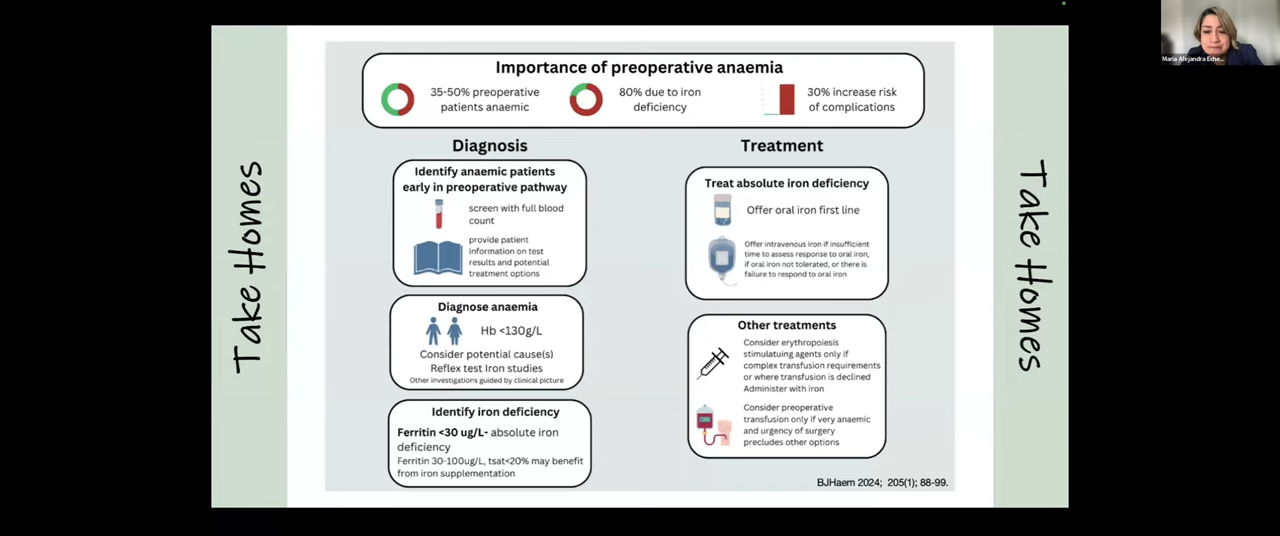 Take Homes
Importance of preoperative anaemia
35-50% preoperative
patients anaemic
80% due to iron
deficiency
30% increase risk
of complications
Diagnosis
Identify anaemic patients
early in preoperative pathway
screen with full blood
count
provide patient
information on test
results and potential
treatment options
Diagnose anaemia
Hb <130g/L
Consider potential cause(s)
Reflex test Iron studies
Other investigations guided by clinical picture
Identify iron deficiency
Ferritin <30 ug/L- absolute iron
deficiency
Ferritin 30-100ug/L, tsat<20% may benefit
from iron supplementation
Treatment
Treat absolute iron deficiency
Offer oral iron first line
Offer intravenous iron if insufficient
time to assess response to oral iron,
if oral iron not tolerated, or there is
failure to respond to oral iron
Other treatments
Consider erythropoiesis
stimulatuing agents only if
complex transfusion requirements
or where transfusion is declined
Administer with iron
Consider preoperative
transfusion only if very anaemic
and urgency of surgery
precludes other options
BJHaem 2024; 205(1); 88-99.
Take Homes
Maria Alejandra Eche...